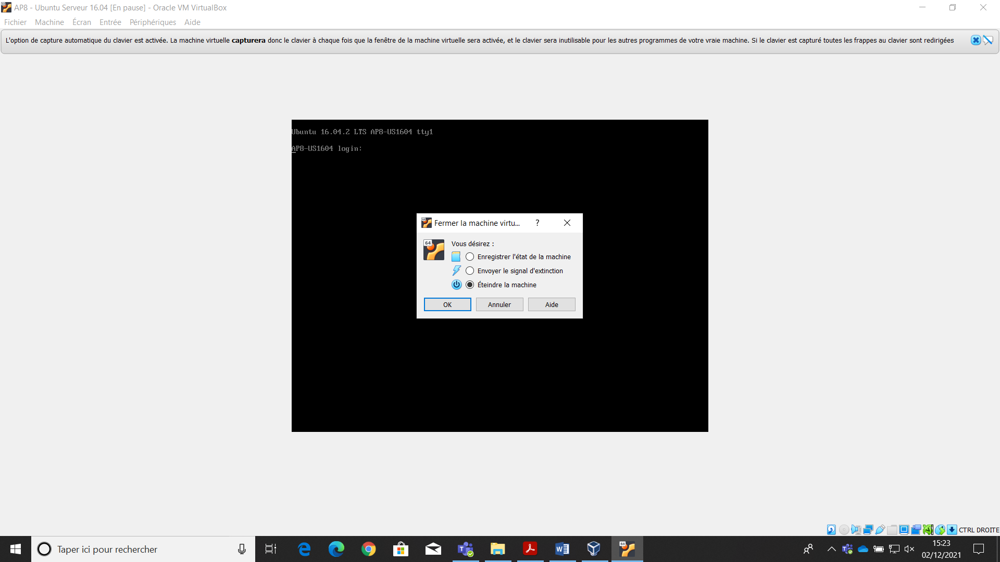 AP8 - Ubuntu Serveur 16.04 [En pause] - Oracle VM VirtualBox
Fichier Machine Écran Entrée Périphériques Aide
L'option de capture automatique du clavier est activée. La machine virtuelle capturera donc le clavier à chaque fois que la fenêtre de la machine virtuelle sera activée, et le clavier sera inutilisable pour les autres programmes de votre vraie machine. Si le clavier est capturé toutes les frappes au clavier sont redirigées
Ubuntu 16.04.2 LTS AP8-US1604 tty1
AP8-US1604 login:
Fermer la machine virtu... ?
64
Vous désirez :
Enregistrer l'état de la machine
Envoyer le signal d'extinction
Éteindre la machine
OK Annuler Aide
CTRL DROITE
Taper ici pour rechercher
15:23
02/12/2021